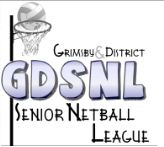 GRIMSBY & DISTRICT
GDSNL
SENIOR NETBALL
LEAGUE